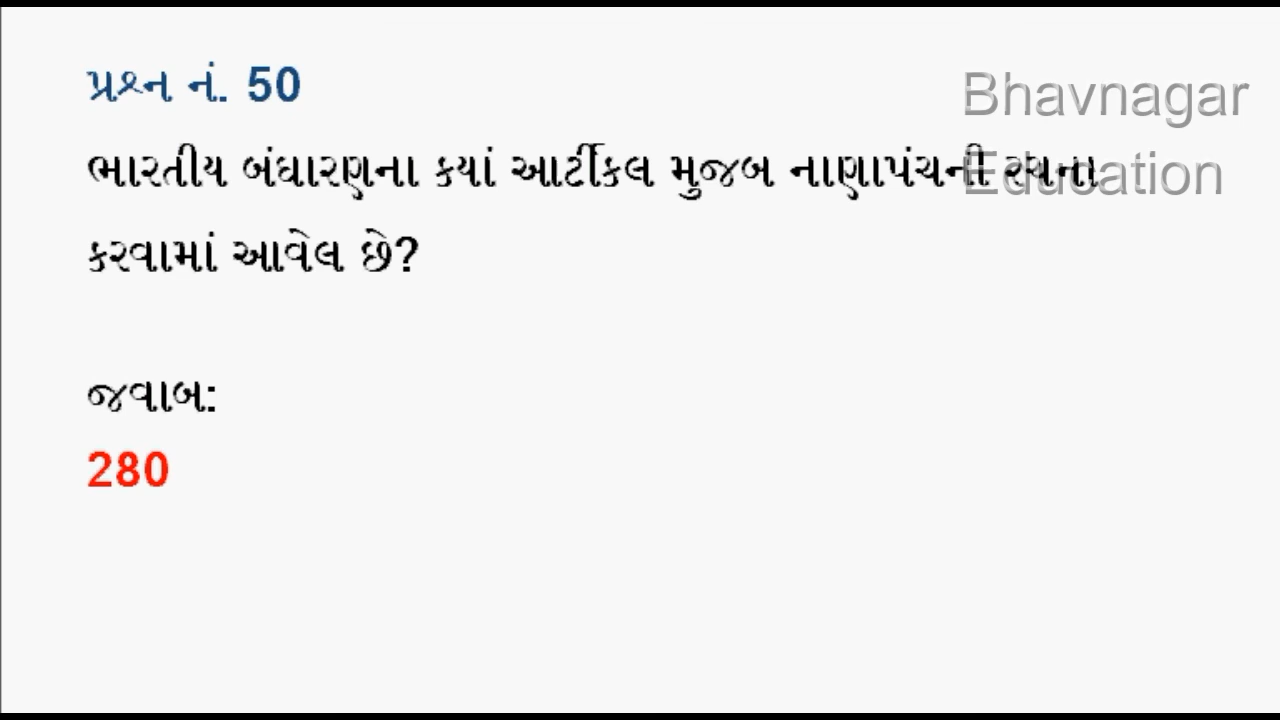 પ્રશ્ન નં. 50
Bhavnagar
Education
ભારતીય બંધારણના કયાં આર્ટીકલ મુજબ નાણાપંચની રચના
કરવામાં આવેલ છે?
જવાબ:
280